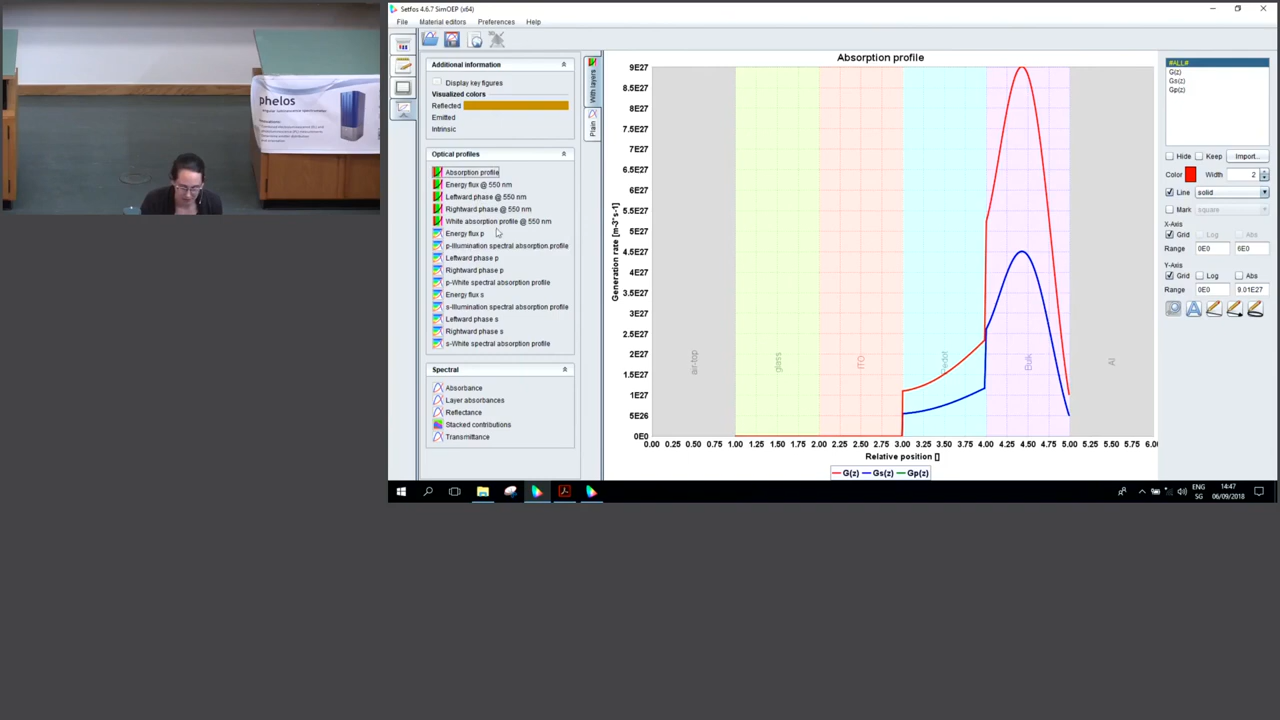 phelos
Setfos 4.6.7 SimOEP (x64)
File Material editors Preferences Help
Additional information
Display key figures
Visualized colors
Reflected
Emitted
Intrinsic
Optical profiles
Absorption profile
Energy flux @ 550 nm
Leftward phase @ 550 nm
Rightward phase @ 550 nm
White absorption profile @ 550 nm
Energy flux p
p-Illumination spectral absorption profile
Leftward phase p
Rightward phase p
p-White spectral absorption profile
Energy flux s
s-Illumination spectral absorption profile
Leftward phase s
Rightward phase s
s-White spectral absorption profile
Spectral
Absorbance
Layer absorbances
Reflectance
Stacked contributions
Transmittance
With layers
Plain
Absorption profile
Generation rate [m-3*s-1]
9E27
8.5E27
8E27
7.5E27
7E27
6.5E27
6E27
5.5E27
5E27
4.5E27
4E27
3.5E27
3E27
2.5E27
2E27
1.5E27
1E27
5E26
0E0
air-top
glass
ITO
Pedot
Bulk
Al
0.00 0.25 0.50 0.75 1.00 1.25 1.50 1.75 2.00 2.25 2.50 2.75 3.00 3.25 3.50 3.75 4.00 4.25 4.50 4.75 5.00 5.25 5.50 5.75 6.0
Relative position []
G(z) Gs(z) Gp(z)
#ALL#
G(z)
Gs(z)
Gp(z)
Hide Keep Import...
Color Width 2
Line solid
Mark square
X-Axis
Grid Log Abs
Range 0E0 6E0
Y-Axis
Grid Log Abs
Range 0E0 9.01E27
ENG
SG
14:47
06/09/2018